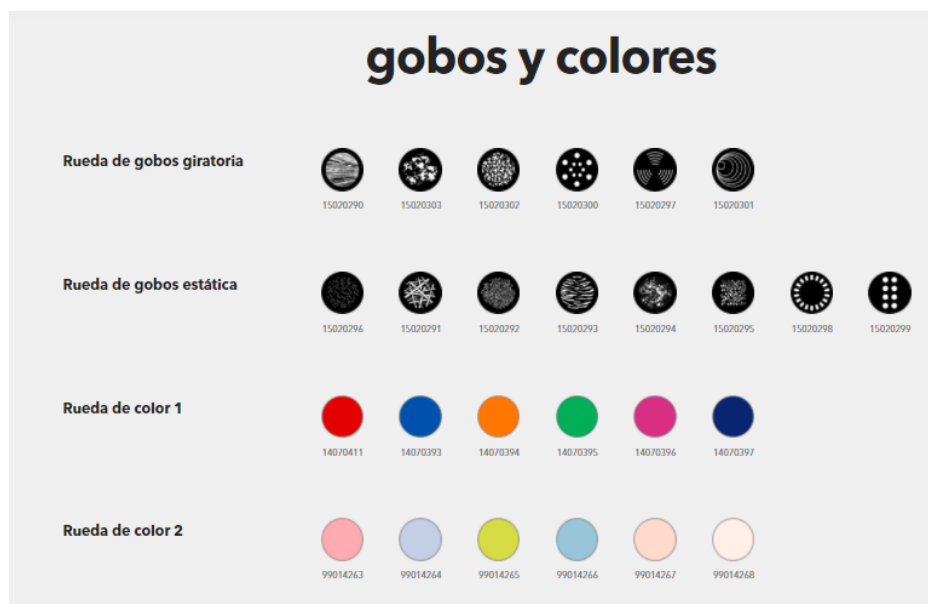 gobos y colores
Rueda de gobos giratoria
15020290 15020303 15020302 15020300 15020297 15020301
Rueda de gobos estática
15020296 15020291 15020292 15020293 15020294 15020295 15020298 15020299
Rueda de color 1
14070411 14070393 14070394 14070395 14070396 14070397
Rueda de color 2
99014263 99014264 99014265 99014266 99014267 99014268